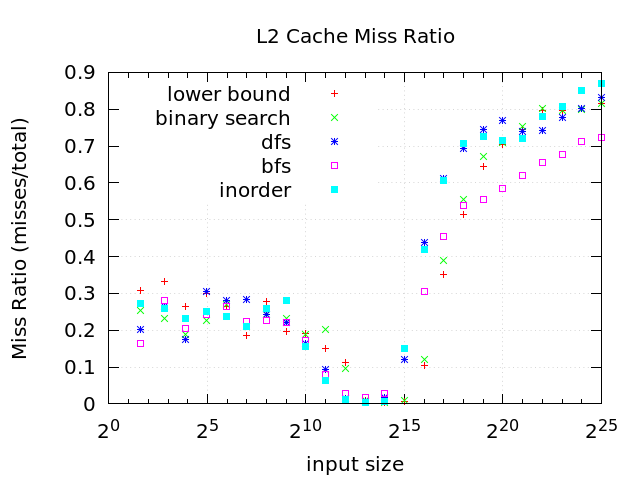 L2 Cache Miss Ratio
lower bound
binary search
dfs
bfs
inorder
Miss Ratio (misses/total)
0.9
0.8
0.7
0.6
0.5
0.4
0.3
0.2
0.1
0
2^0 2^5 2^10 2^15 2^20 2^25
input size